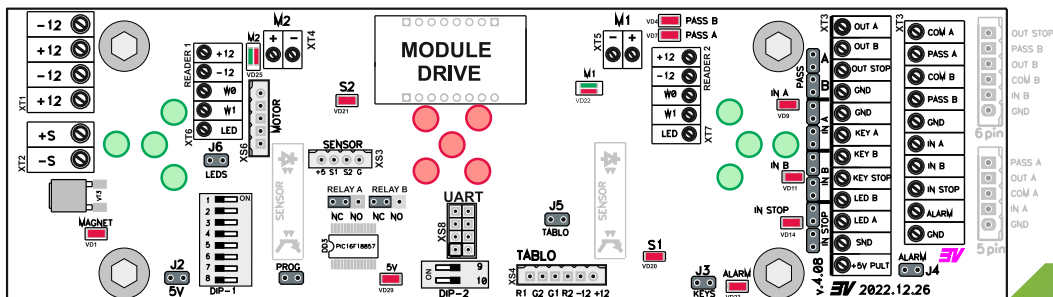 -12
+12
-12
+12
XT1
+S
-S
XT2
VT3
MAGNET
VD1
J2
5V
READER 1
+12
-12
W0
W1
LED
XT6
J6
LEDS
M2
VD25
+ -
XT4
MOTOR
XS6
ON
1
2
3
4
5
6
7
8
DIP-1
SENSOR
S2
VD21
SENSOR
+5 S1 S2 G
XS3
RELAY A RELAY B
NC NO NC NO
DD3
PIC16F18857
PROG
5V
VD29
MODULE
DRIVE
UART
XS8
ON
9
10
DIP-2
TABLO
XS4
R1 G2 G1 R2 -12 +12
J5
TABLO
M1
VD22
M1
- +
XT5
VD4 PASS B
VD7 PASS A
+12
-12
W0
W1
LED
READER 2
XT7
SENSOR
S1
VD20
J3
KEYS
ALARM
IN A
VD9
IN B
VD11
IN STOP
VD14
PASS
A
B
IN A
IN B
IN STOP
v.4.08
XT3
OUT A
OUT B
OUT STOP
GND
GND
KEY A
KEY B
KEY STOP
LED B
LED A
SND
+5V PULT
XT3
COM A
PASS A
COM B
PASS B
GND
IN A
IN B
IN STOP
ALARM
GND
ALARM
J4
2022.12.26
OUT STOP
PASS B
OUT B
COM B
IN B
GND
6 pin
PASS A
OUT A
COM A
IN A
GND
5 pin